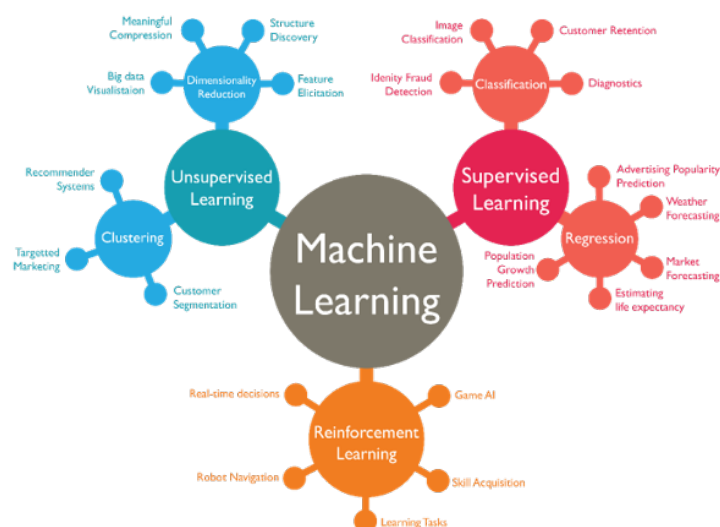 Meaningful
Compression
Structure
Discovery
Big data
Visualistaion
Dimensionality
Reduction
Feature
Elicitation
Image
Classification
Customer Retention
Idenity Fraud
Detection
Classification
Diagnostics
Recommender
Systems
Unsupervised
Learning
Clustering
Targetted
Marketing
Customer
Segmentation
Machine
Learning
Supervised
Learning
Advertising Popularity
Prediction
Weather
Forecasting
Regression
Population
Growth
Prediction
Market
Forecasting
Estimating
life expectancy
Real-time decisions
Game AI
Reinforcement
Learning
Robot Navigation
Skill Acquisition
Learning Tasks